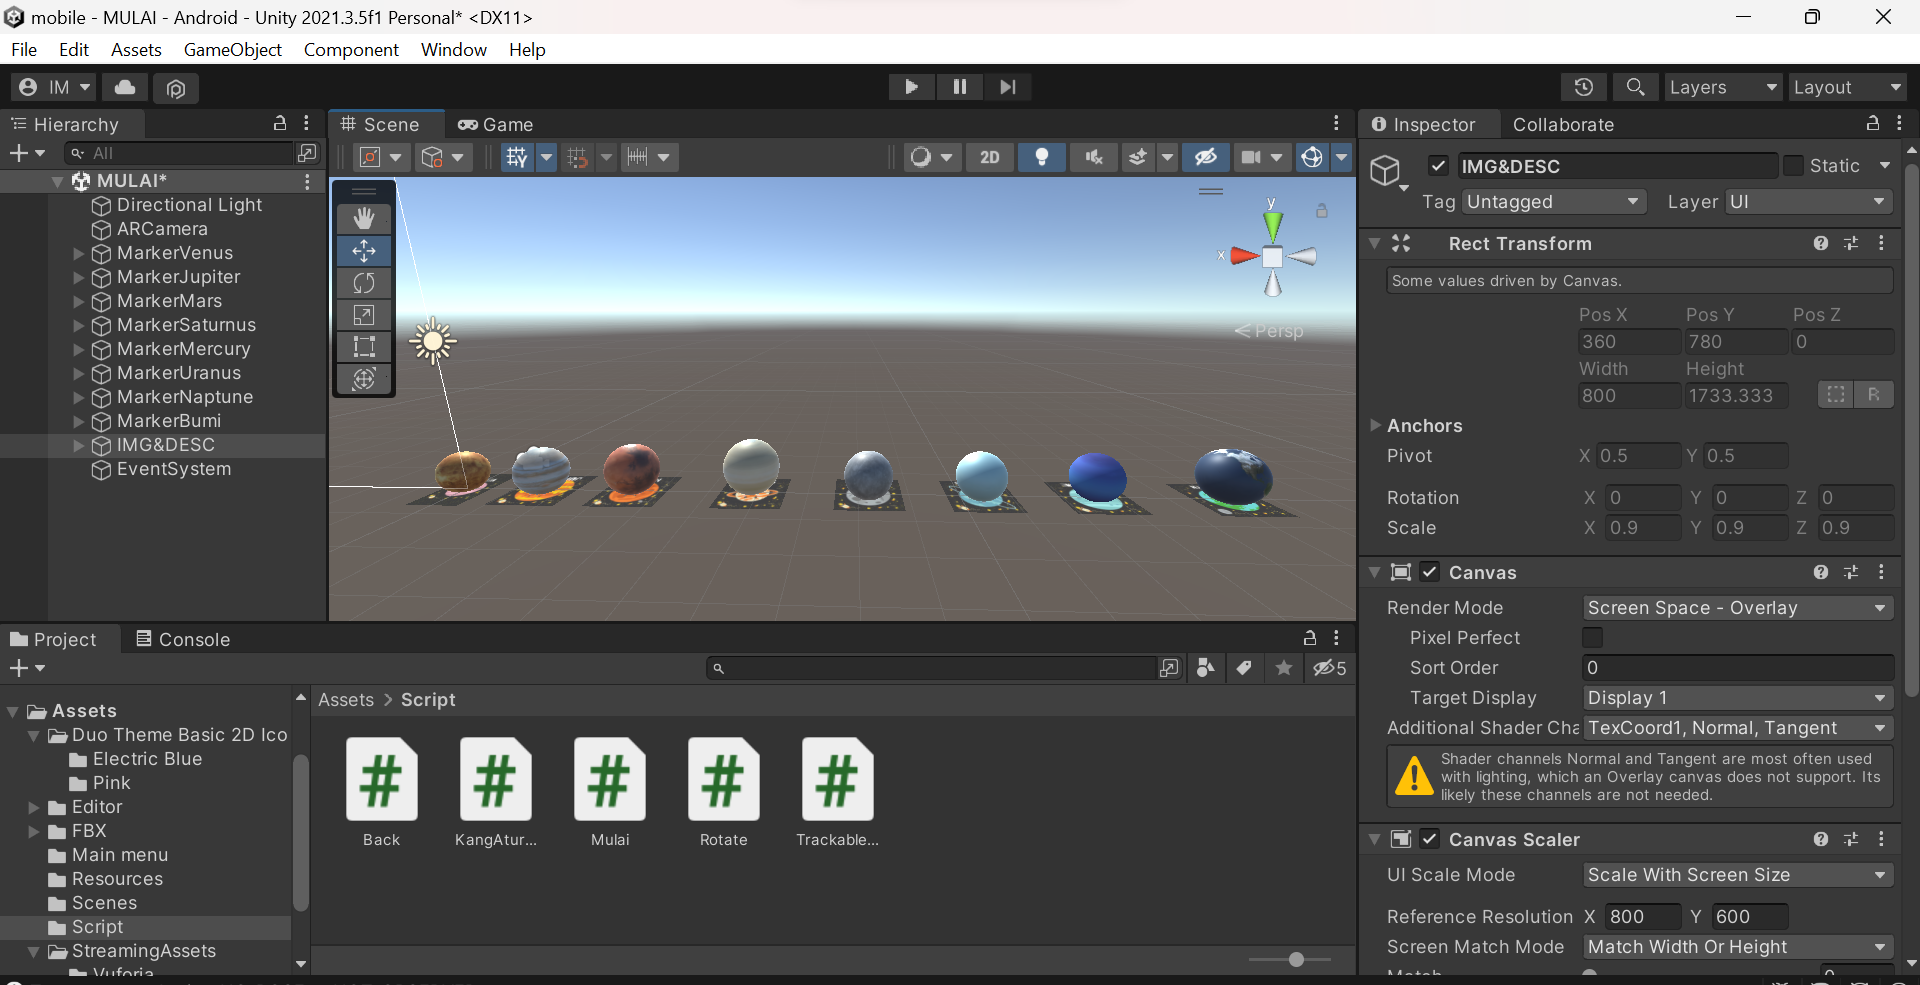 mobile - MULAI - Android - Unity 2021.3.5f1 Personal* <DX11>
File Edit Assets GameObject Component Window Help
IM Layers Layout
Hierarchy
All
MULAI*
Directional Light
ARCamera
MarkerVenus
MarkerJupiter
MarkerMars
MarkerSaturnus
MarkerMercury
MarkerUranus
MarkerNaptune
MarkerBumi
IMG&DESC
EventSystem
Scene Game
2D
y
x
Persp
Inspector Collaborate
IMG&DESC Static
Tag Untagged Layer UI
Rect Transform
Some values driven by Canvas.
Pos X Pos Y Pos Z
360 780 0
Width Height
800 1733.333 R
Anchors
Pivot X 0.5 Y 0.5
Rotation X 0 Y 0 Z 0
Scale X 0.9 Y 0.9 Z 0.9
Canvas
Render Mode Screen Space - Overlay
Pixel Perfect
Sort Order 0
Target Display Display 1
Additional Shader Cha TexCoord1, Normal, Tangent
Shader channels Normal and Tangent are most often used
with lighting, which an Overlay canvas does not support. Its
likely these channels are not needed.
Canvas Scaler
UI Scale Mode Scale With Screen Size
Reference Resolution X 800 Y 600
Screen Match Mode Match Width Or Height
Match 0
Project Console
5
Assets
Duo Theme Basic 2D Ico
Electric Blue
Pink
Editor
FBX
Main menu
Resources
Scenes
Script
StreamingAssets
Vuforia
Assets > Script
Back KangAtur... Mulai Rotate Trackable...